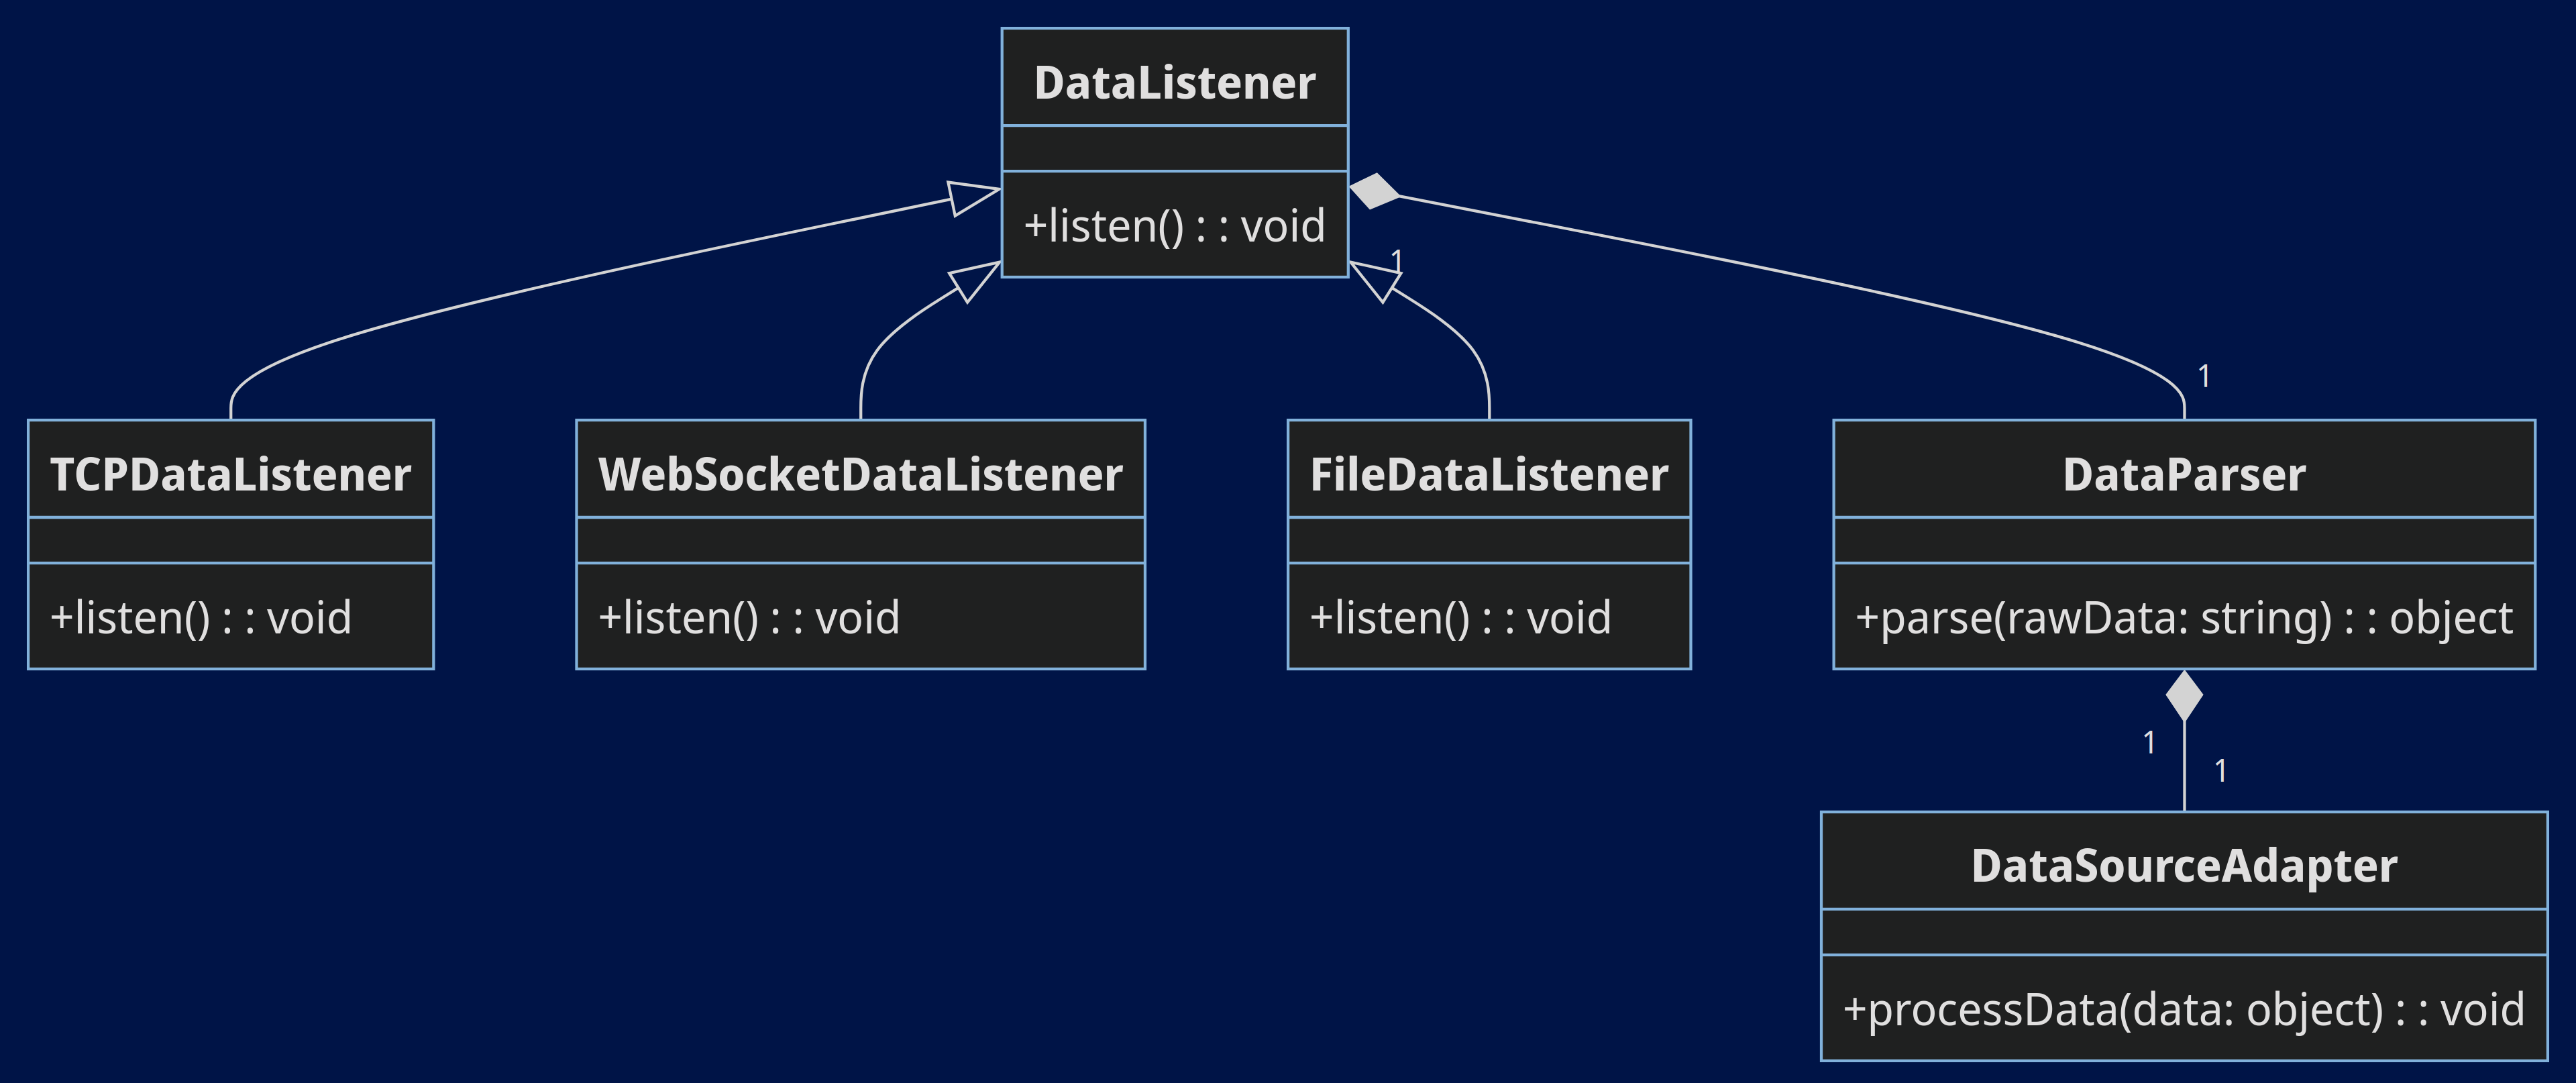 DataListener
+listen() : : void
1
1
TCPDataListener
+listen() : : void
WebSocketDataListener
+listen() : : void
FileDataListener
+listen() : : void
DataParser
+parse(rawData: string) : : object
1
1
DataSourceAdapter
+processData(data: object) : : void